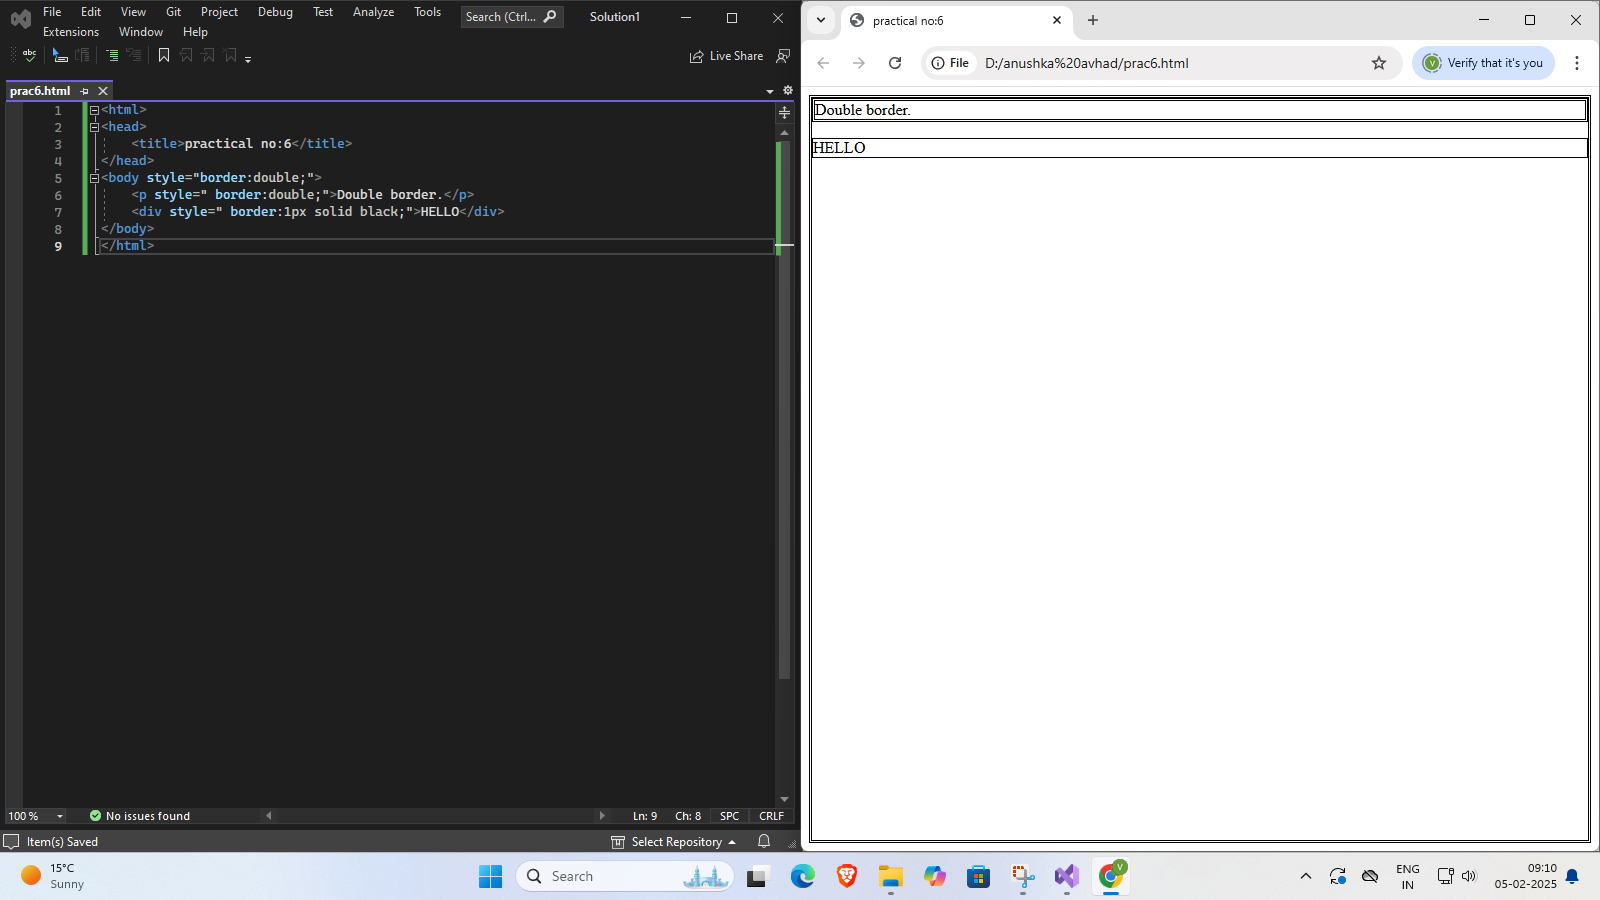 File Edit View Git Project Debug Test Analyze Tools Search (Ctrl... Solution1
Extensions Window Help
abc Live Share
prac6.html
1 <html>
2 <head>
3 <title>practical no:6</title>
4 </head>
5 <body style="border:double;">
6 <p style=" border:double;">Double border.</p>
7 <div style=" border:1px solid black;">HELLO</div>
8 </body>
9 </html>
100 % No issues found Ln: 9 Ch: 8 SPC CRLF
Item(s) Saved Select Repository
practical no:6
File D:/anushka%20avhad/prac6.html V Verify that it's you
Double border.
HELLO
15°C
Sunny
Search
V
ENG
IN
09:10
05-02-2025